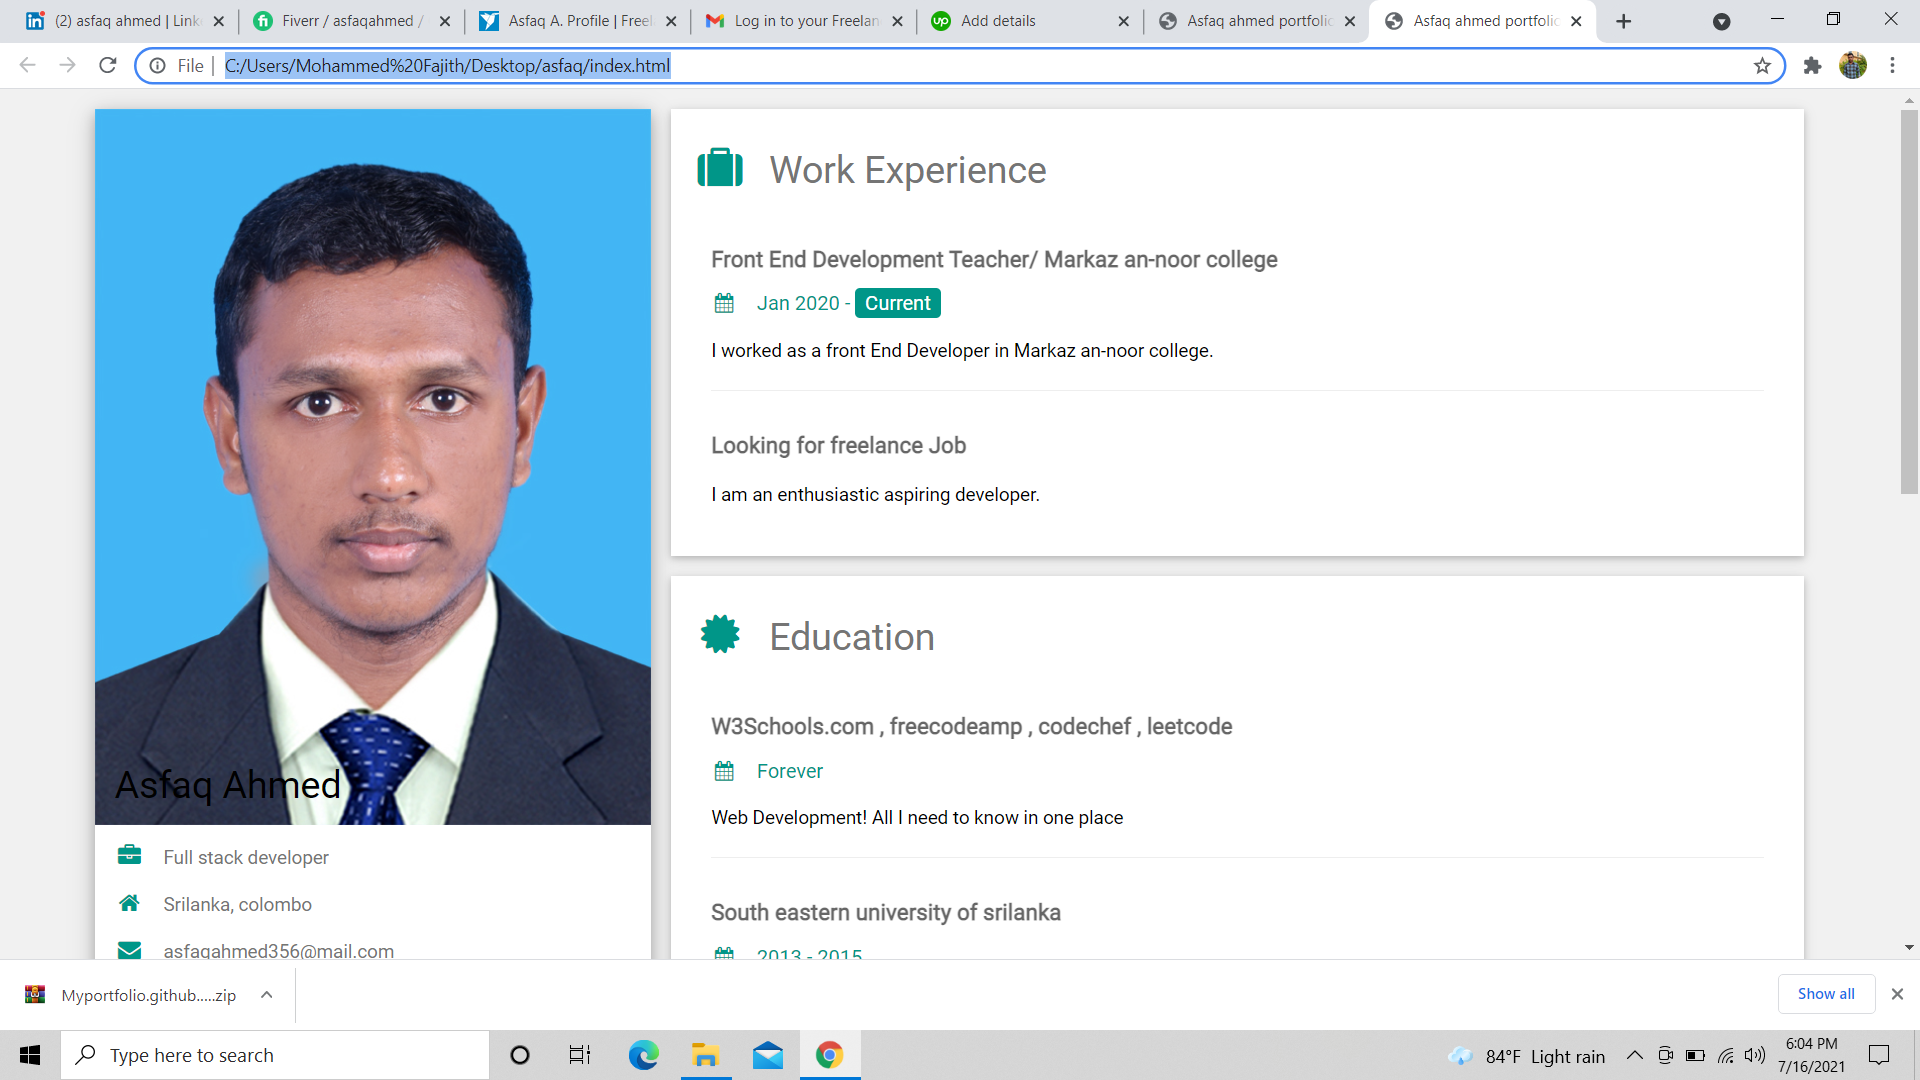 (2) asfaq ahmed | Link
Fiverr / asfaqahmed /
Asfaq A. Profile | Freel
Log in to your Freelan
Add details
Asfaq ahmed portfolio
Asfaq ahmed portfolio
File | C:/Users/Mohammed%20Fajith/Desktop/asfaq/index.html
Asfaq Ahmed
Full stack developer
Srilanka, colombo
asfaqahmed356@mail.com
Work Experience
Front End Development Teacher/ Markaz an-noor college
Jan 2020 - Current
I worked as a front End Developer in Markaz an-noor college.
Looking for freelance Job
I am an enthusiastic aspiring developer.
Education
W3Schools.com , freecodeamp , codechef , leetcode
Forever
Web Development! All I need to know in one place
South eastern university of srilanka
2013 - 2015
Myportfolio.github.....zip
Show all
Type here to search
84°F Light rain
6:04 PM
7/16/2021